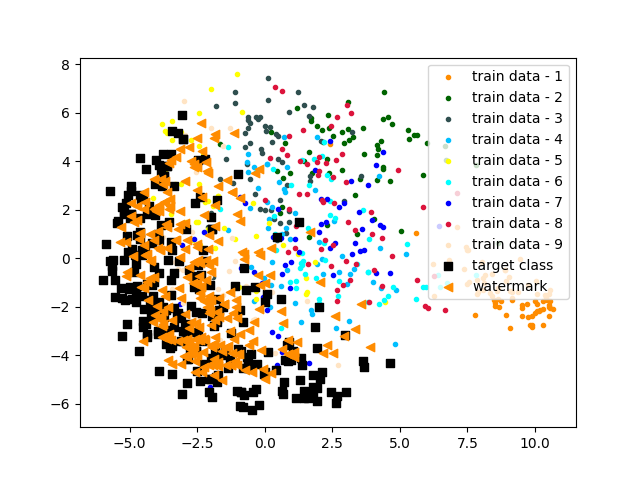 8
6
4
2
0
−2
−4
−6
−5.0
−2.5
0.0
2.5
5.0
7.5
10.0
train data - 1
train data - 2
train data - 3
train data - 4
train data - 5
train data - 6
train data - 7
train data - 8
train data - 9
target class
watermark